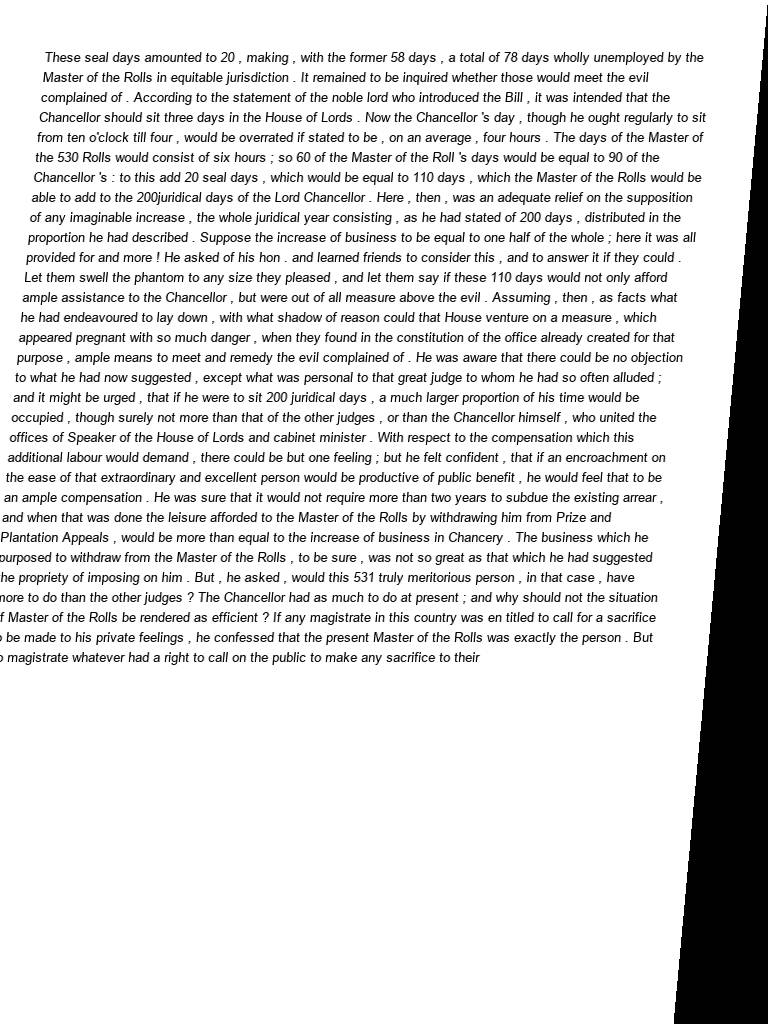 These seal days amounted to 20 , making , with the former 58 days , a total of 78 days wholly unemployed by the
Master of the Rolls in equitable jurisdiction . It remained to be inquired whether those would meet the evil
complained of . According to the statement of the noble lord who introduced the Bill , it was intended that the
Chancellor should sit three days in the House of Lords . Now the Chancellor 's day , though he ought regularly to sit
from ten o'clock till four , would be overrated if stated to be , on an average , four hours . The days of the Master of
the 530 Rolls would consist of six hours ; so 60 of the Master of the Roll 's days would be equal to 90 of the
Chancellor 's : to this add 20 seal days , which would be equal to 110 days , which the Master of the Rolls would be
able to add to the 200juridical days of the Lord Chancellor . Here , then , was an adequate relief on the supposition
of any imaginable increase , the whole juridical year consisting , as he had stated of 200 days , distributed in the
proportion he had described . Suppose the increase of business to be equal to one half of the whole ; here it was all
provided for and more ! He asked of his hon . and learned friends to consider this , and to answer it if they could .
Let them swell the phantom to any size they pleased , and let them say if these 110 days would not only afford
ample assistance to the Chancellor , but were out of all measure above the evil . Assuming , then , as facts what
he had endeavoured to lay down , with what shadow of reason could that House venture on a measure , which
appeared pregnant with so much danger , when they found in the constitution of the office already created for that
purpose , ample means to meet and remedy the evil complained of . He was aware that there could be no objection
to what he had now suggested , except what was personal to that great judge to whom he had so often alluded ;
and it might be urged , that if he were to sit 200 juridical days , a much larger proportion of his time would be
occupied , though surely not more than that of the other judges , or than the Chancellor himself , who united the
offices of Speaker of the House of Lords and cabinet minister . With respect to the compensation which this
additional labour would demand , there could be but one feeling ; but he felt confident , that if an encroachment on
the ease of that extraordinary and excellent person would be productive of public benefit , he would feel that to be
an ample compensation . He was sure that it would not require more than two years to subdue the existing arrear ,
and when that was done the leisure afforded to the Master of the Rolls by withdrawing him from Prize and
Plantation Appeals , would be more than equal to the increase of business in Chancery . The business which he
purposed to withdraw from the Master of the Rolls , to be sure , was not so great as that which he had suggested
he propriety of imposing on him . But , he asked , would this 531 truly meritorious person , in that case , have
more to do than the other judges ? The Chancellor had as much to do at present ; and why should not the situation
f Master of the Rolls be rendered as efficient ? If any magistrate in this country was en titled to call for a sacrifice
o be made to his private feelings , he confessed that the present Master of the Rolls was exactly the person . But
o magistrate whatever had a right to call on the public to make any sacrifice to their